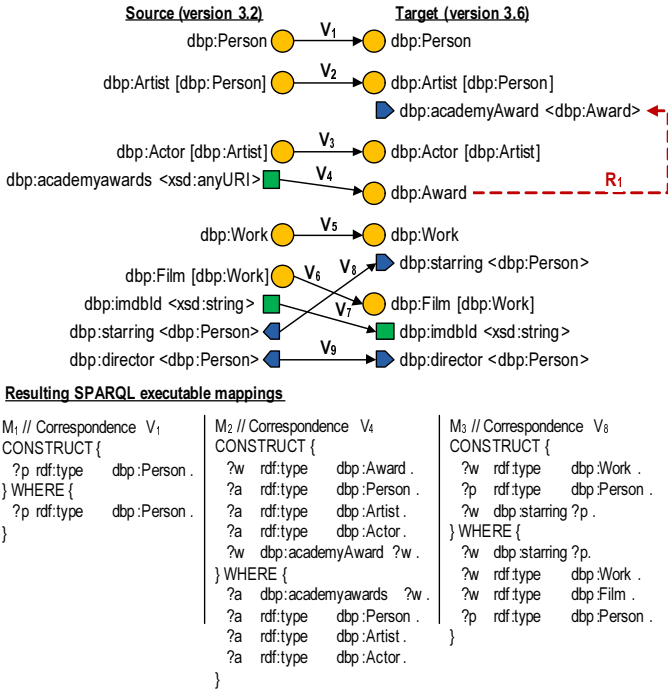 Source (version 3.2) Target (version 3.6)
dbp:Person V1 dbp:Person
dbp:Artist [dbp:Person] V2 dbp:Artist [dbp:Person]
dbp:academyAward <dbp:Award>
dbp:Actor [dbp:Artist] V3 dbp:Actor [dbp:Artist]
dbp:academyawards <xsd:anyURI> V4 dbp:Award R1
dbp:Work V5 dbp:Work
V8 dbp:starring <dbp:Person>
dbp:Film [dbp:Work] V6 dbp:Film [dbp:Work]
dbp:imdbId <xsd:string> V7 dbp:imdbId <xsd:string>
dbp:starring <dbp:Person>
dbp:director <dbp:Person> V9 dbp:director <dbp:Person>
Resulting SPARQL executable mappings
M1 // Correspondence V1
CONSTRUCT {
?p rdf:type dbp:Person .
} WHERE {
?p rdf:type dbp:Person .
}
M2 // Correspondence V4
CONSTRUCT {
?w rdf:type dbp:Award .
?a rdf:type dbp:Person .
?a rdf:type dbp:Artist .
?a rdf:type dbp:Actor .
?w dbp:academyAward ?w .
} WHERE {
?a dbp:academyawards ?w .
?a rdf:type dbp:Person .
?a rdf:type dbp:Artist .
?a rdf:type dbp:Actor .
}
M3 // Correspondence V8
CONSTRUCT {
?w rdf:type dbp:Work .
?p rdf:type dbp:Person .
?w dbp:starring ?p .
} WHERE {
?w dbp:starring ?p.
?w rdf:type dbp:Work .
?w rdf:type dbp:Film .
?p rdf:type dbp:Person .
}